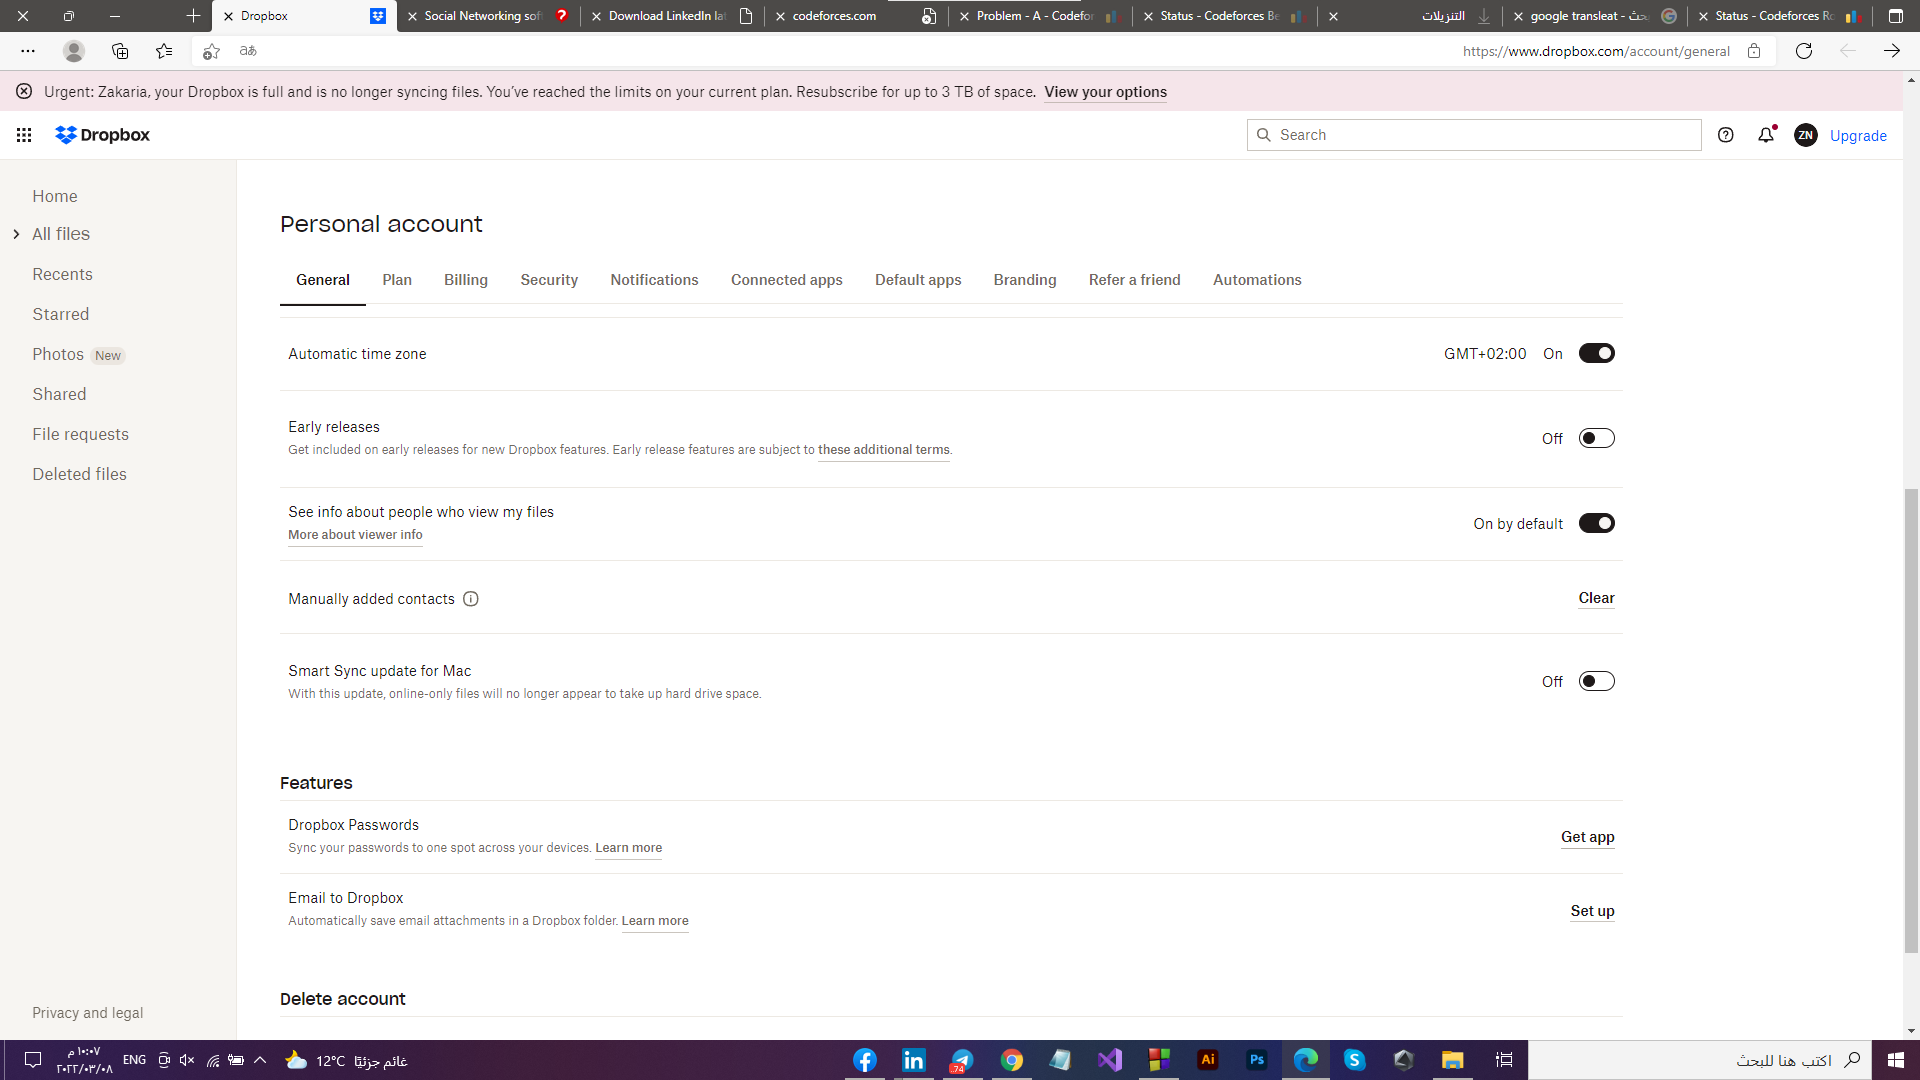 Dropbox
Social Networking soft
Download LinkedIn lat
codeforces.com
Problem - A - Codefor
Status - Codeforces Be
التنزيلات
google transleat - بحث
Status - Codeforces Ro
https://www.dropbox.com/account/general
Urgent: Zakaria, your Dropbox is full and is no longer syncing files. You've reached the limits on your current plan. Resubscribe for up to 3 TB of space. View your options
Dropbox
Search
ZN
Upgrade
Home
All files
Recents
Starred
Photos New
Shared
File requests
Deleted files
Privacy and legal
Personal account
General
Plan
Billing
Security
Notifications
Connected apps
Default apps
Branding
Refer a friend
Automations
Automatic time zone
GMT+02:00 On
Early releases
Get included on early releases for new Dropbox features. Early release features are subject to these additional terms.
Off
See info about people who view my files
More about viewer info
On by default
Manually added contacts
Clear
Smart Sync update for Mac
With this update, online-only files will no longer appear to take up hard drive space.
Off
Features
Dropbox Passwords
Sync your passwords to one spot across your devices. Learn more
Get app
Email to Dropbox
Automatically save email attachments in a Dropbox folder. Learn more
Set up
Delete account
١٠:٠٧ م
٢٠٢٢/٠٣/٠٨
ENG
12°C غائم جزئيًا
74
Ai
Ps
اكتب هنا للبحث